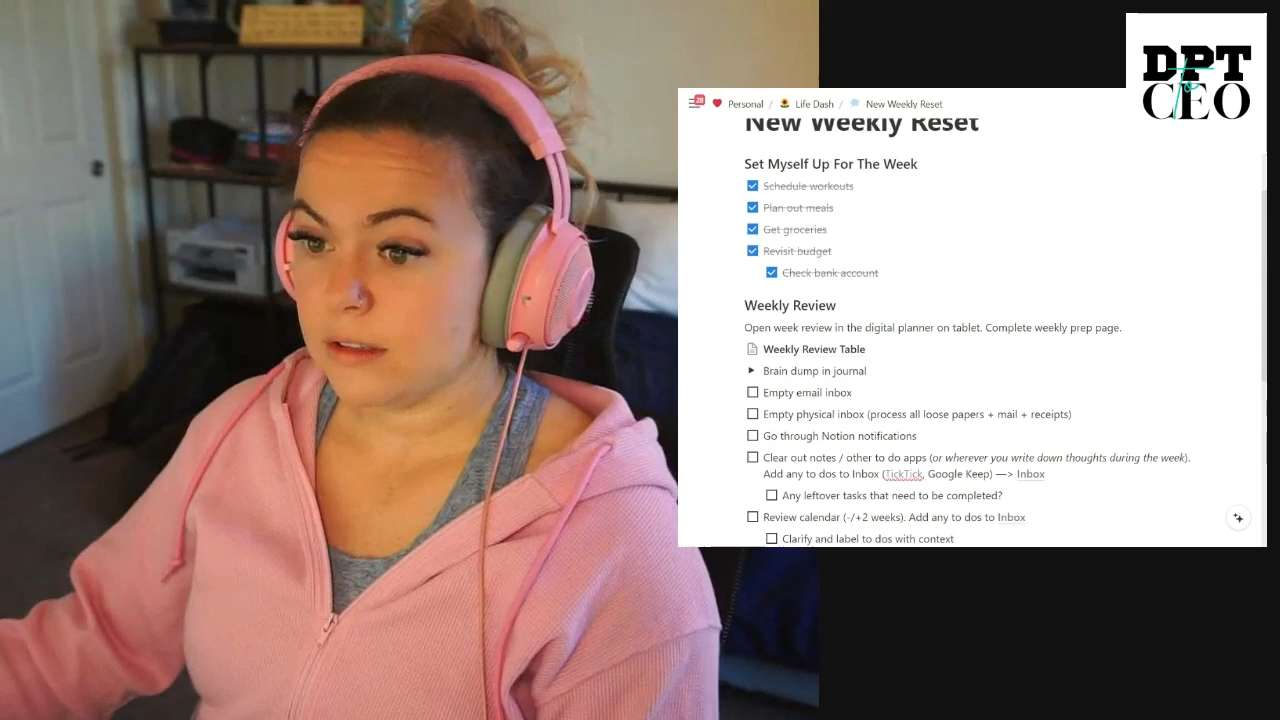 DPT
to
CEO
28
Personal / Life Dash / New Weekly Reset
New Weekly Reset
Set Myself Up For The Week
Schedule workouts
Plan out meals
Get groceries
Revisit budget
Check bank account
Weekly Review
Open week review in the digital planner on tablet. Complete weekly prep page.
Weekly Review Table
Brain dump in journal
Empty email inbox
Empty physical inbox (process all loose papers + mail + receipts)
Go through Notion notifications
Clear out notes / other to do apps (or wherever you write down thoughts during the week).
Add any to dos to Inbox (TickTick, Google Keep) —> Inbox
Any leftover tasks that need to be completed?
Review calendar (-/+2 weeks). Add any to dos to Inbox
Clarify and label to dos with context